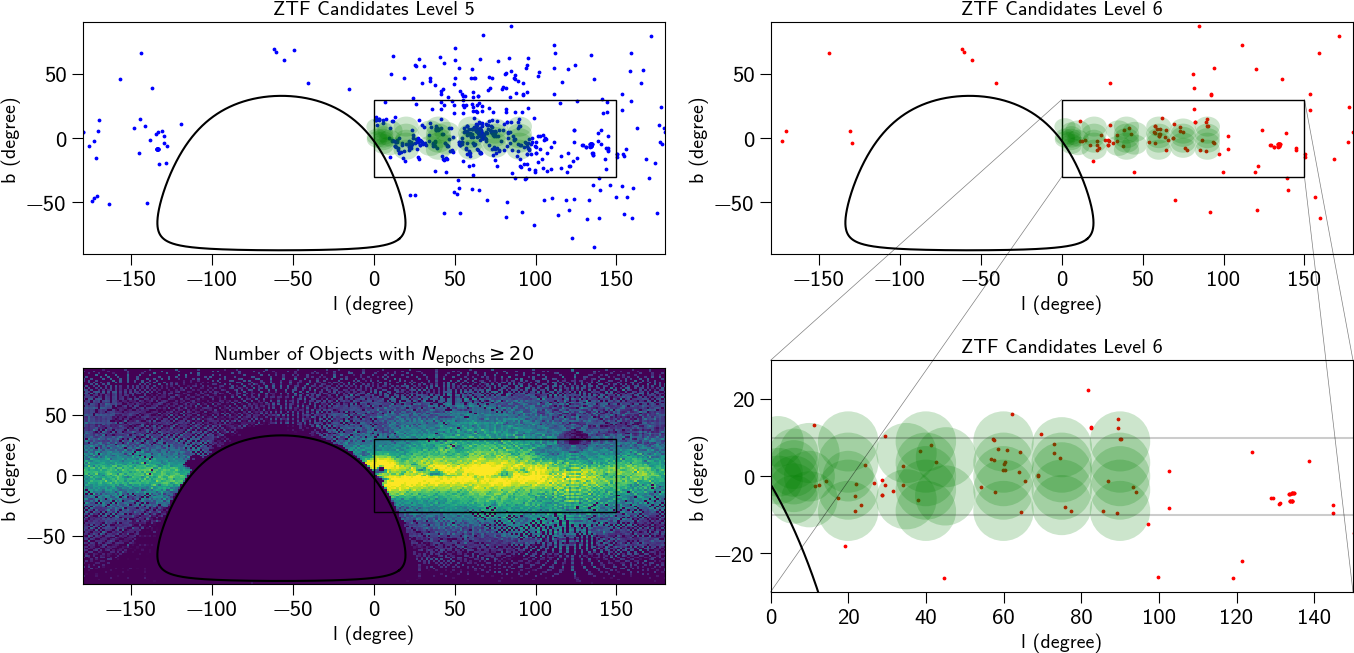 ZTF Candidates Level 5
b (degree)
50
0
−50
−150 −100 −50 0 50 100 150
l (degree)
ZTF Candidates Level 6
b (degree)
50
0
−50
−150 −100 −50 0 50 100 150
l (degree)
Number of Objects with N_epochs ≥ 20
b (degree)
50
0
−50
−150 −100 −50 0 50 100 150
l (degree)
ZTF Candidates Level 6
b (degree)
20
0
−20
0 20 40 60 80 100 120 140
l (degree)